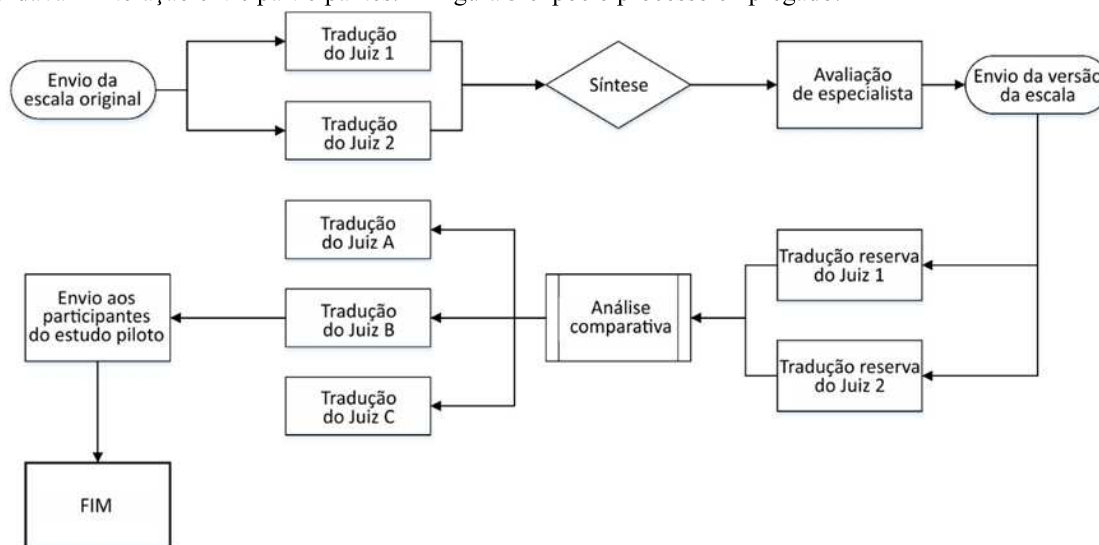 Tradução
do Juiz 1
Envio da
escala original
Tradução
do Juiz 2
Síntese
Avaliação
de especialista
Envio da versão
da escala
Tradução
do Juiz A
Tradução reserva
do Juiz 1
Envio aos
participantes
do estudo piloto
Tradução
do Juiz B
Análise
comparativa
Tradução reserva
do Juiz 2
Tradução
do Juiz C
FIM